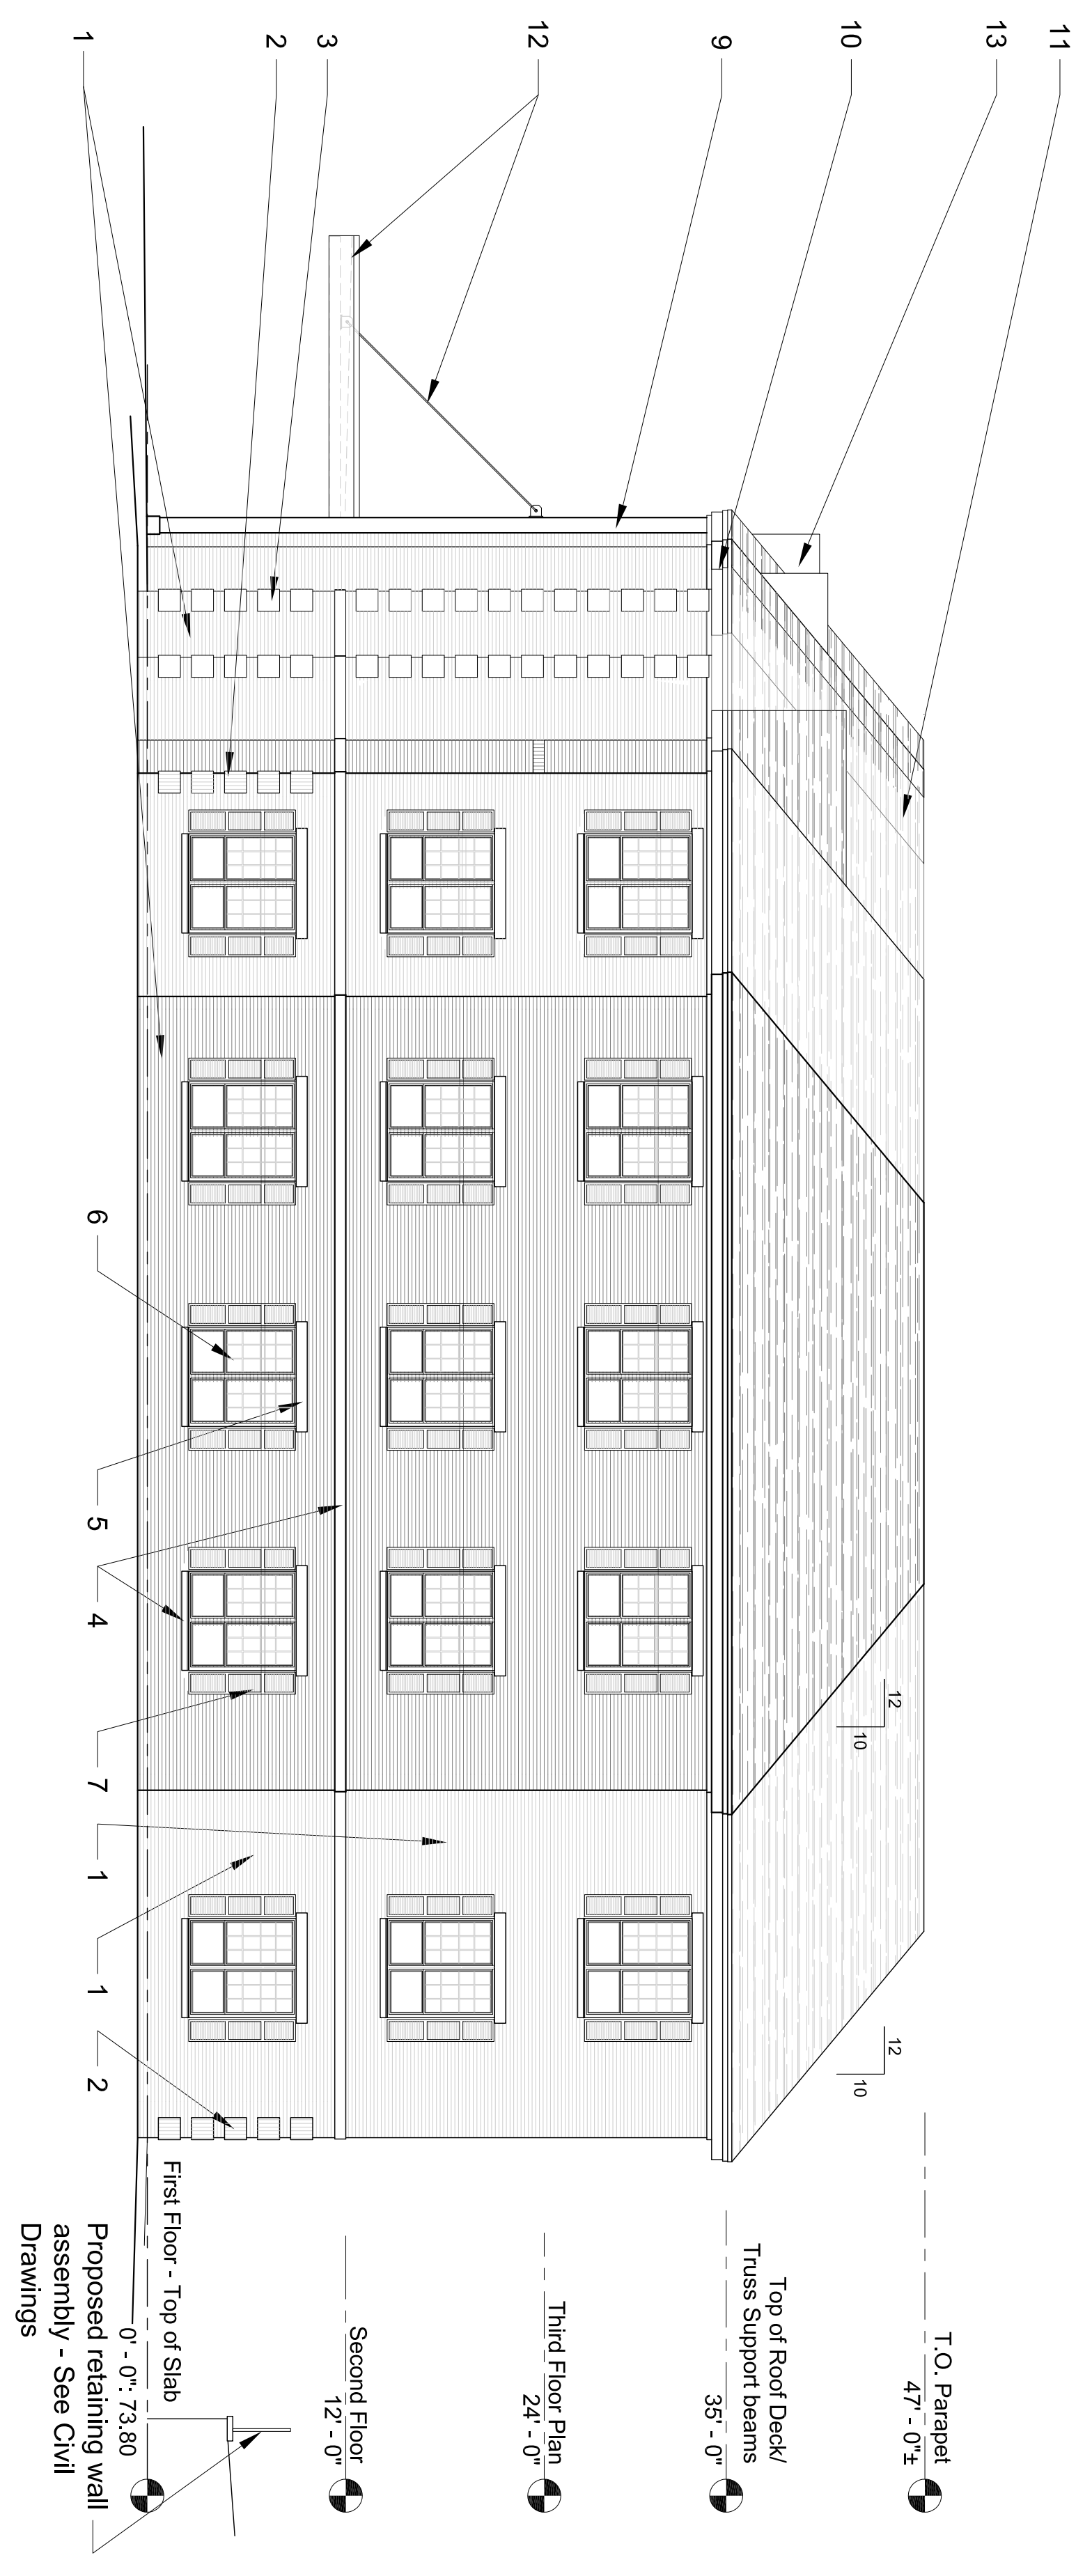 11
13
10
9
12
3
2
1
12
10
12
10
T.O. Parapet
47' - 0"±
Top of Roof Deck/
Truss Support beams
35' - 0"
Third Floor Plan
24' - 0"
Second Floor
12' - 0"
First Floor - Top of Slab
0' - 0": 73.80
6
5
4
7
1
1
2
Proposed retaining wall
assembly - See Civil
Drawings